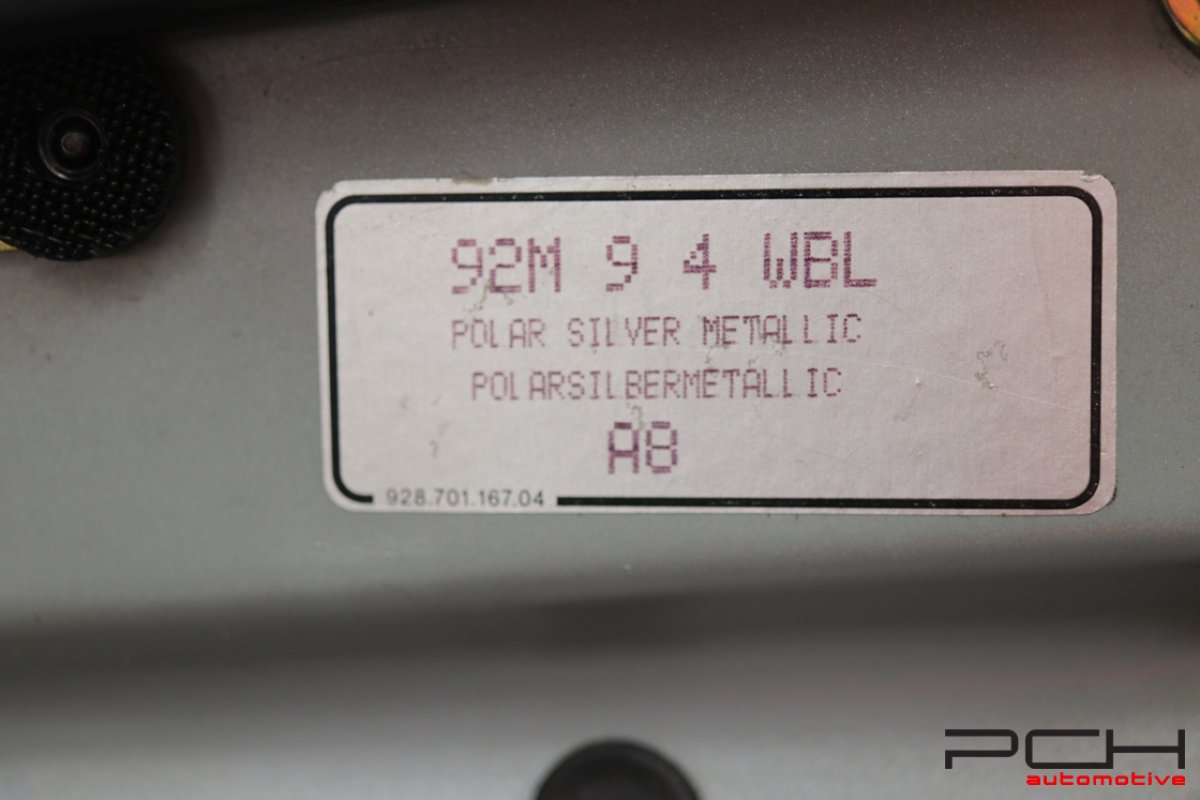 92M 9 4 WBL
POLAR SILVER METALLIC
POLARSILBERMETALLIC
A8
928.701.167.04
PCH
automotive